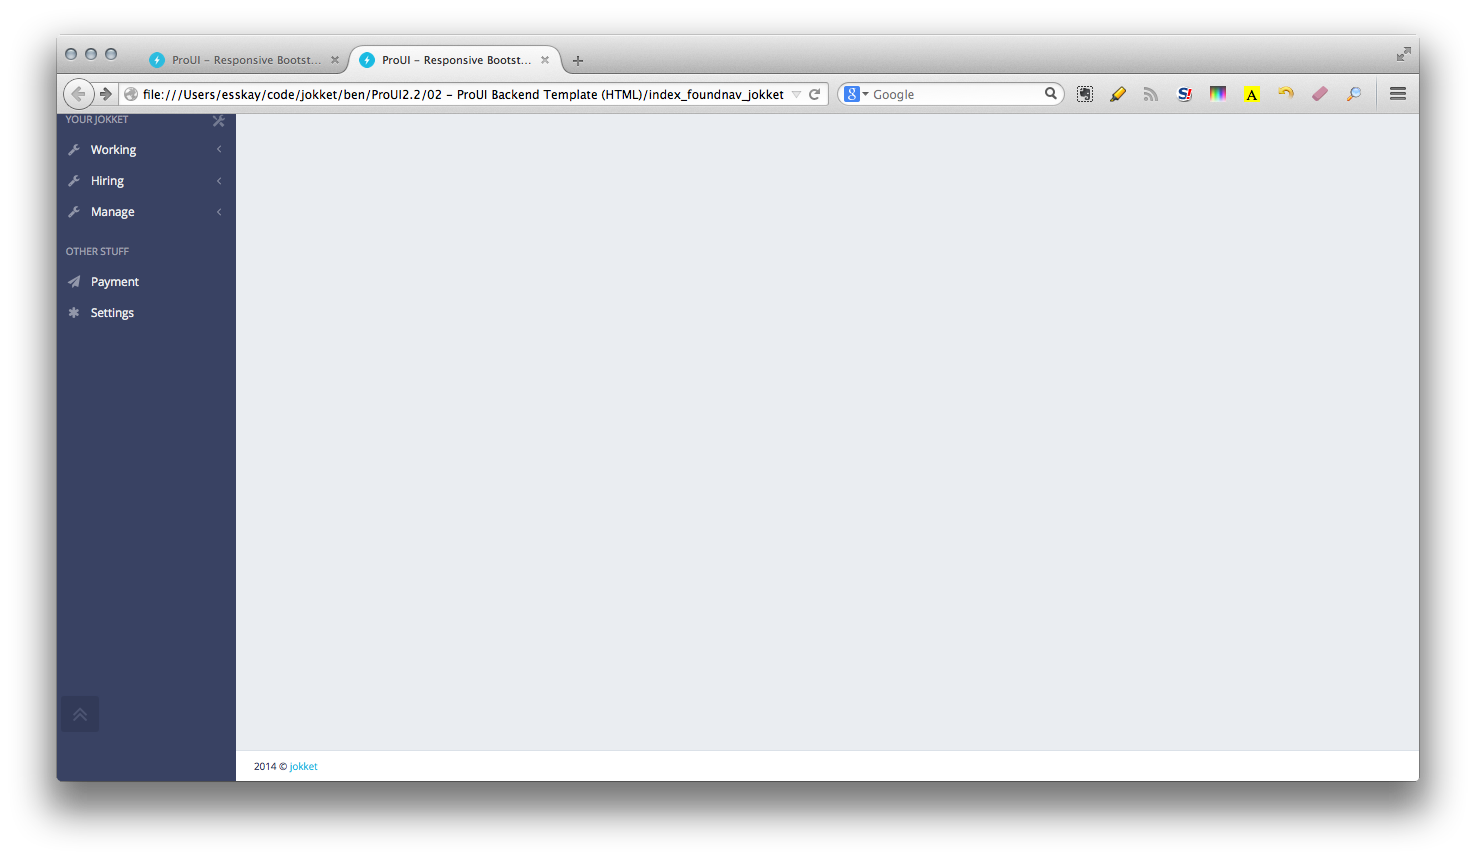 ProUI – Responsive Bootst...
ProUI – Responsive Bootst...
file:///Users/esskay/code/jokket/ben/ProUI2.2/02 – ProUI Backend Template (HTML)/index_foundnav_jokket
8 Google
S!
A
YOUR JOKKET
Working
Hiring
Manage
OTHER STUFF
Payment
Settings
2014 © jokket